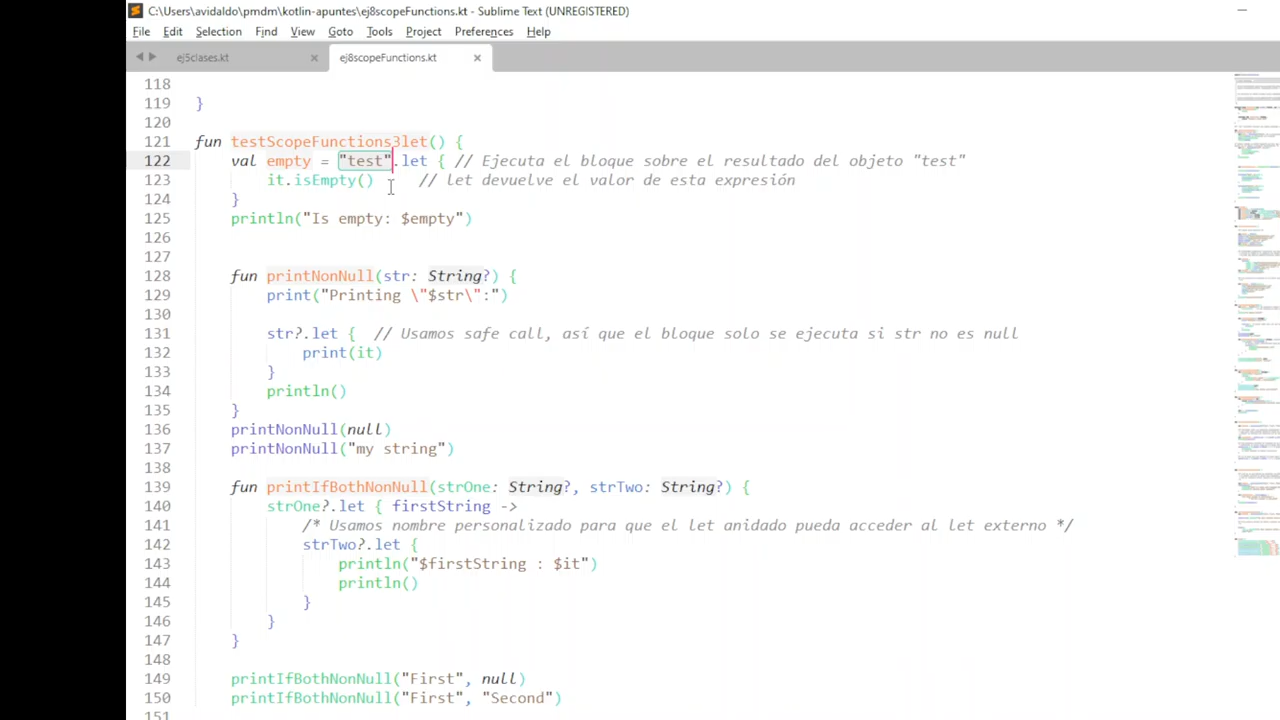 C:\Users\avidaldo\pmdm\kotlin-apuntes\ej8scopeFunctions.kt - Sublime Text (UNREGISTERED)
File Edit Selection Find View Goto Tools Project Preferences Help
ej5clases.kt × ej8scopeFunctions.kt ×
118
119 }
120
121 fun testScopeFunctions3let() {
122 val empty = "test".let { // Ejecuta el bloque sobre el resultado del objeto "test"
123 it.isEmpty() // let devuelve el valor de esta expresión
124 }
125 println("Is empty: $empty")
126
127
128 fun printNonNull(str: String?) {
129 print("Printing \"$str\":")
130
131 str?.let { // Usamos safe call, así que el bloque solo se ejecuta si str no es null
132 print(it)
133 }
134 println()
135 }
136 printNonNull(null)
137 printNonNull("my string")
138
139 fun printIfBothNonNull(strOne: String?, strTwo: String?) {
140 strOne?.let { firstString ->
141 /* Usamos nombre personalizado para que el let anidado pueda acceder al let externo */
142 strTwo?.let {
143 println("$firstString : $it")
144 println()
145 }
146 }
147 }
148
149 printIfBothNonNull("First", null)
150 printIfBothNonNull("First", "Second")
151